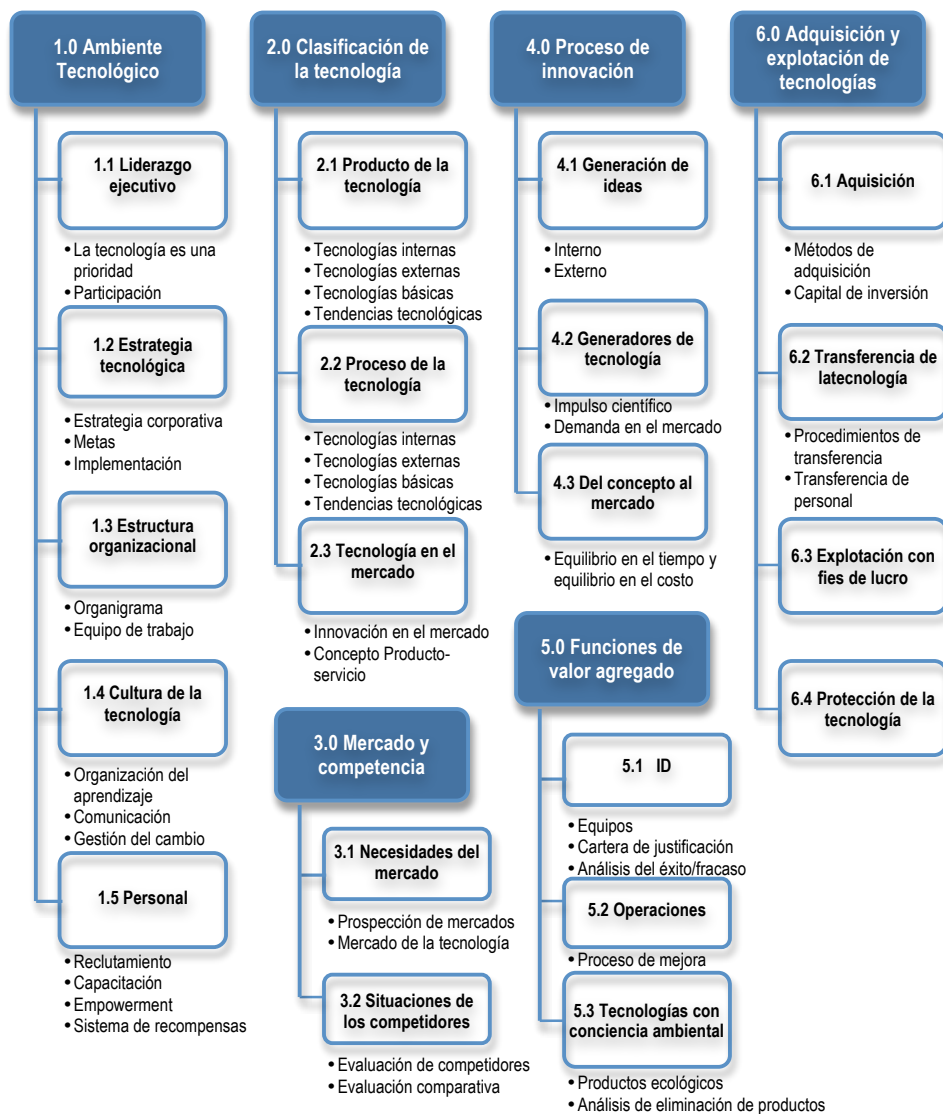 1.0 Ambiente
Tecnológico
1.1 Liderazgo
ejecutivo
• La tecnología es una
prioridad
• Participación
1.2 Estrategia
tecnológica
• Estrategia corporativa
• Metas
• Implementación
1.3 Estructura
organizacional
• Organigrama
• Equipo de trabajo
1.4 Cultura de la
tecnología
• Organización del
aprendizaje
• Comunicación
• Gestión del cambio
1.5 Personal
• Reclutamiento
• Capacitación
• Empowerment
• Sistema de recompensas
2.0 Clasificación de
la tecnología
2.1 Producto de la
tecnología
• Tecnologías internas
• Tecnologías externas
• Tecnologías básicas
• Tendencias tecnológicas
2.2 Proceso de la
tecnología
• Tecnologías internas
• Tecnologías externas
• Tecnologías básicas
• Tendencias tecnológicas
2.3 Tecnología en el
mercado
• Innovación en el mercado
• Concepto Producto-
servicio
3.0 Mercado y
competencia
3.1 Necesidades del
mercado
• Prospección de mercados
• Mercado de la tecnología
3.2 Situaciones de
los competidores
• Evaluación de competidores
• Evaluación comparativa
4.0 Proceso de
innovación
4.1 Generación de
ideas
• Interno
• Externo
4.2 Generadores de
tecnología
• Impulso científico
• Demanda en el mercado
4.3 Del concepto al
mercado
• Equilibrio en el tiempo y
equilibrio en el costo
5.0 Funciones de
valor agregado
5.1 ID
• Equipos
• Cartera de justificación
• Análisis del éxito/fracaso
5.2 Operaciones
• Proceso de mejora
5.3 Tecnologías con
conciencia ambiental
• Productos ecológicos
• Análisis de eliminación de productos
6.0 Adquisición y
explotación de
tecnologías
6.1 Aquisición
• Métodos de
adquisición
• Capital de inversión
6.2 Transferencia de
latecnología
• Procedimientos de
transferencia
• Transferencia de
personal
6.3 Explotación con
fies de lucro
6.4 Protección de la
tecnología